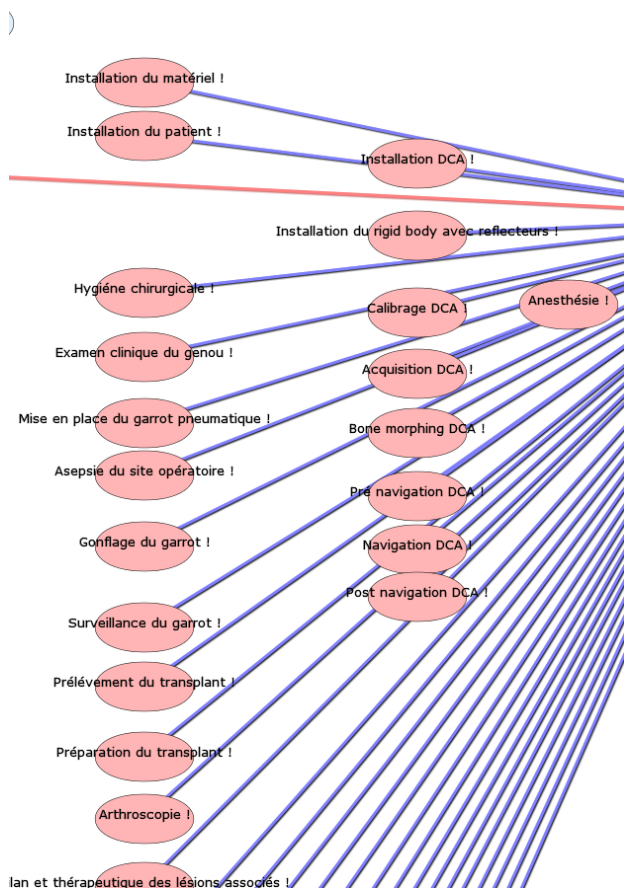 Installation du matériel !
Installation du patient !
Installation DCA !
Installation du rigid body avec reflecteurs !
Hygiéne chirurgicale !
Anesthésie !
Calibrage DCA !
Examen clinique du genou !
Acquisition DCA !
Mise en place du garrot pneumatique !
Bone morphing DCA !
Asepsie du site opératoire !
Pré navigation DCA !
Gonflage du garrot !
Navigation DCA !
Post navigation DCA !
Surveillance du garrot !
Prélévement du transplant !
Préparation du transplant !
Arthroscopie !
lan et thérapeutique des lésions associés !